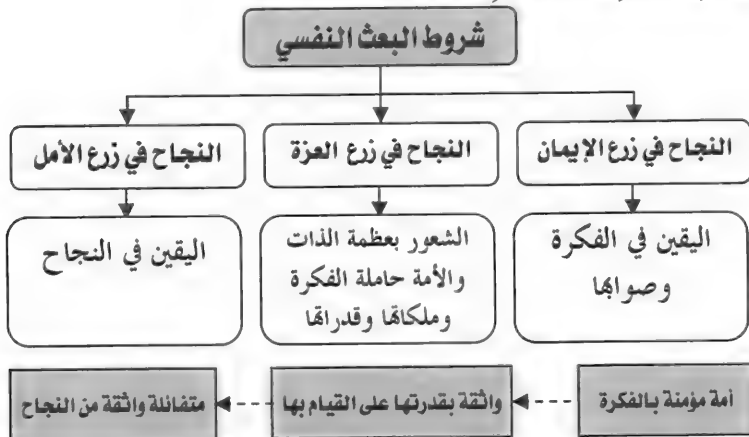 شروط البعث النفسي
النجاح في زرع الإيمان
النجاح في زرع العزة
النجاح في زرع الأمل
اليقين في الفكرة
وصوابها
الشعور بعظمة الذات
والأمة حاملة الفكرة
وملكاتها وقدراتها
اليقين في النجاح
أمة مؤمنة بالفكرة
واثقة بقدرتها على القيام بها
متفائلة واثقة من النجاح